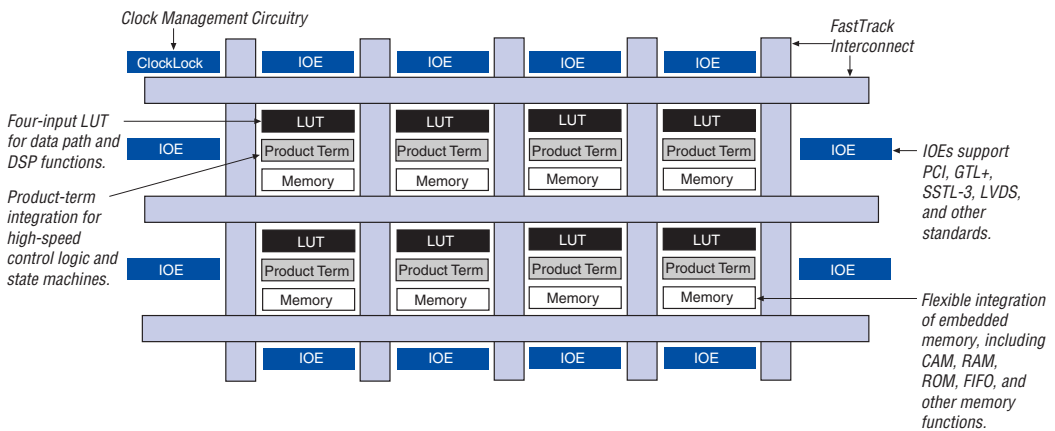 Clock Management Circuitry
FastTrack
Interconnect
ClockLock
IOE
IOE
IOE
IOE
Four-input LUT
for data path and
DSP functions.
LUT
LUT
LUT
LUT
IOE
Product Term
Product Term
Product Term
Product Term
IOE
Memory
Memory
Memory
Memory
IOEs support
PCI, GTL+,
SSTL-3, LVDS,
and other
standards.
Product-term
integration for
high-speed
control logic and
state machines.
LUT
LUT
LUT
LUT
IOE
Product Term
Product Term
Product Term
Product Term
IOE
Memory
Memory
Memory
Memory
Flexible integration
of embedded
memory, including
CAM, RAM,
ROM, FIFO, and
other memory
functions.
IOE
IOE
IOE
IOE